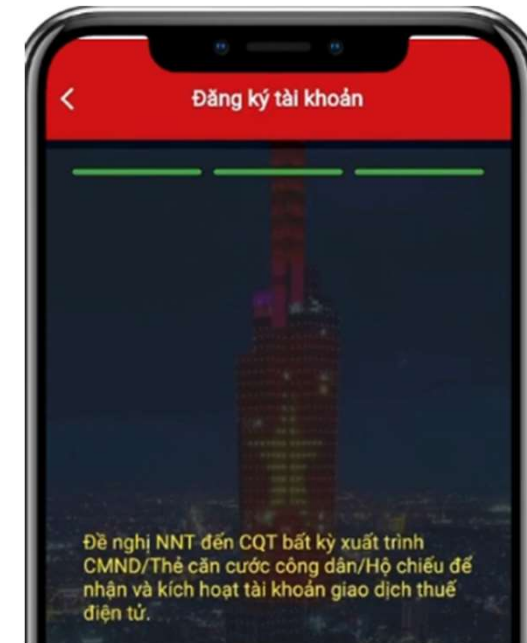 Đăng ký tài khoản
Đề nghị NNT đến CQT bất kỳ xuất trình
CMND/Thẻ căn cước công dân/Hộ chiếu để
nhận và kích hoạt tài khoản giao dịch thuế
điện tử.